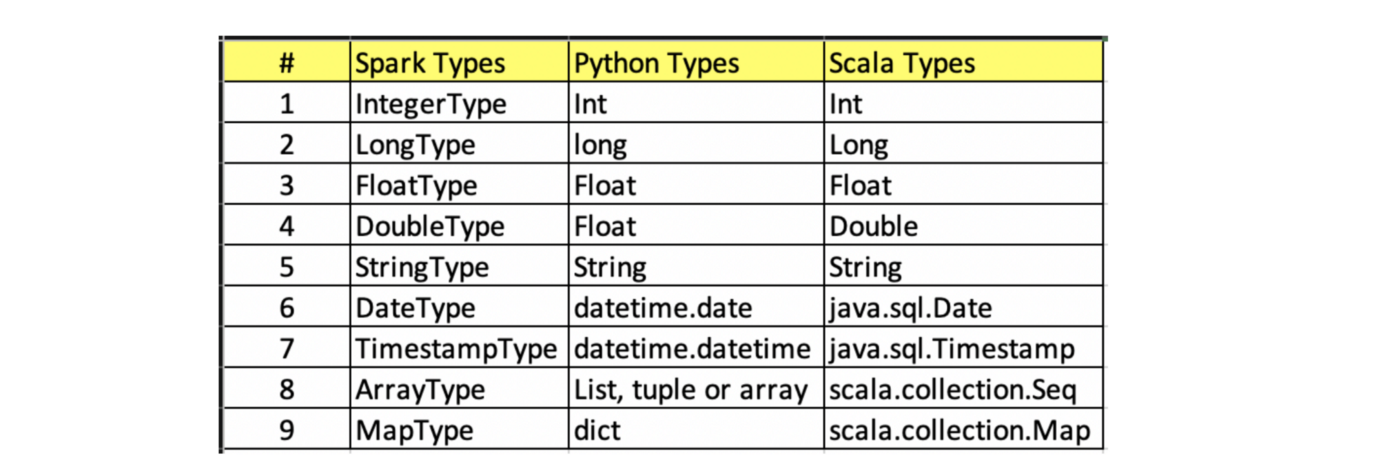 # Spark Types Python Types Scala Types
1 IntegerType Int Int
2 LongType long Long
3 FloatType Float Float
4 DoubleType Float Double
5 StringType String String
6 DateType datetime.date java.sql.Date
7 TimestampType datetime.datetime java.sql.Timestamp
8 ArrayType List, tuple or array scala.collection.Seq
9 MapType dict scala.collection.Map